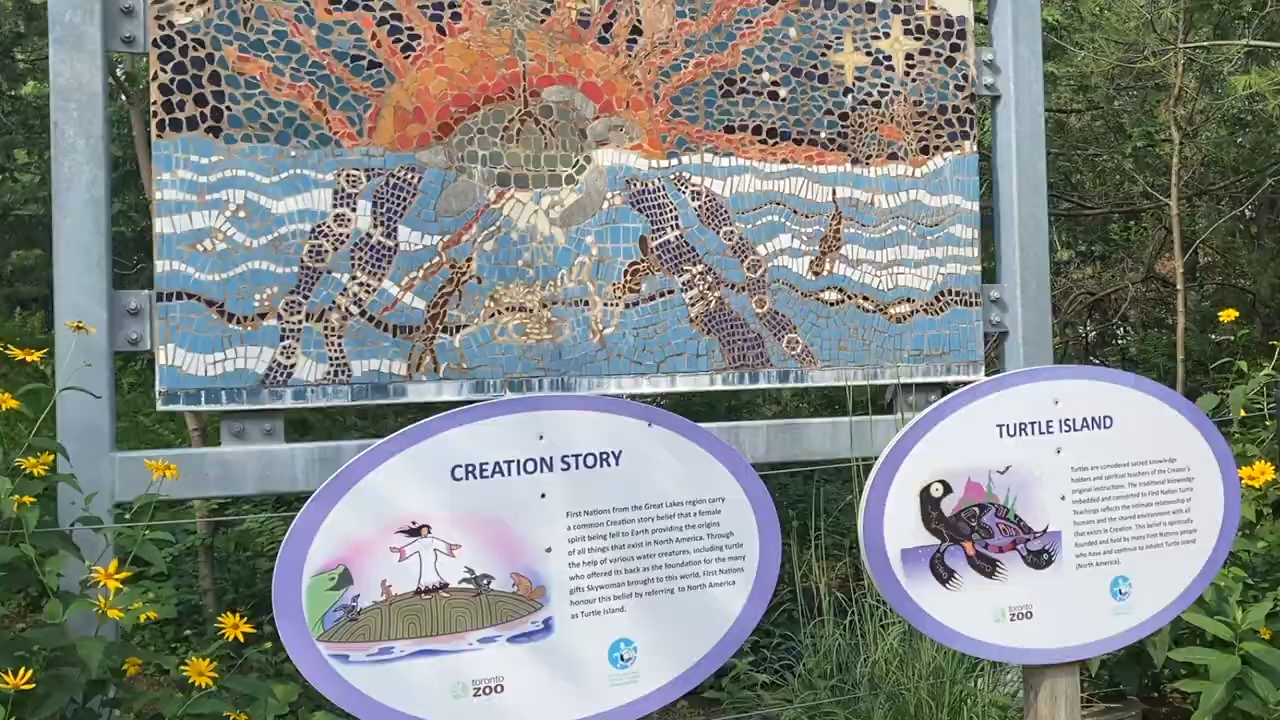 CREATION STORY
First Nations from the Great Lakes region carry
a common Creation story belief that a female
spirit being fell to Earth providing the origins
of all things that exist in North America. Through
the help of various water creatures, including turtle
who offered its back as the foundation for the many
gifts Skywoman brought to this world, First Nations
honour this belief by referring to North America
as Turtle Island.
toronto
ZOO
TURTLE ISLAND
Turtles are considered sacred knowledge
holders and spiritual teachers of the Creator's
original instructions. The traditional knowledge
embedded and connected to First Nation Turtle
Teachings reflects the intimate relationship of
humans and the shared environment with all
that exists in Creation. This belief is spiritually
founded and held by many First Nations people
who have and continue to inhabit Turtle Island
(North America).
toronto
ZOO